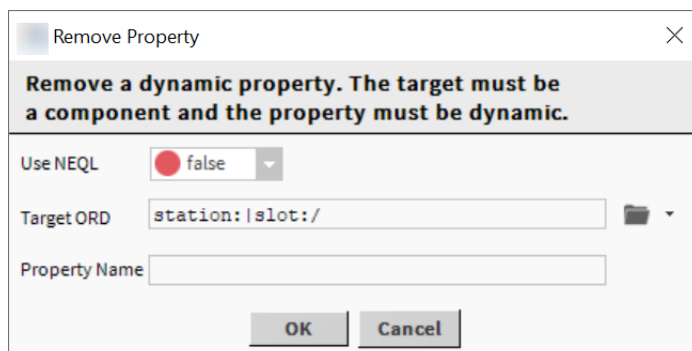 Remove Property
Remove a dynamic property. The target must be
a component and the property must be dynamic.
Use NEQL false
Target ORD station:|slot:/
Property Name
OK Cancel